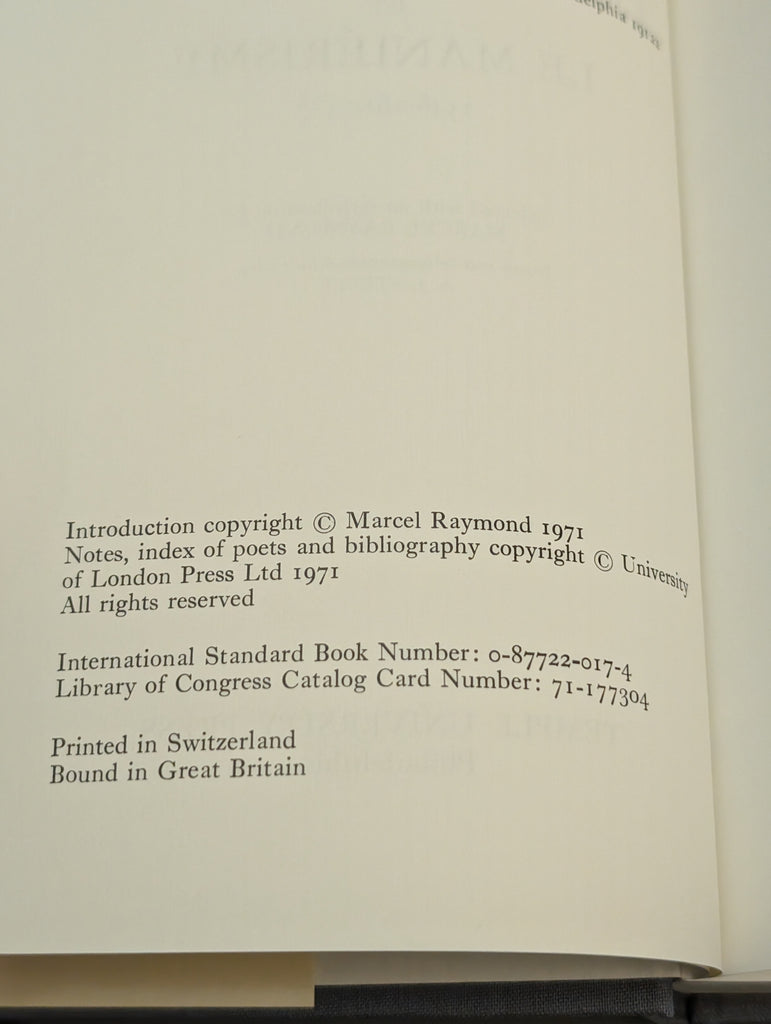 Introduction copyright © Marcel Raymond 1971
Notes, index of poets and bibliography copyright © University
of London Press Ltd 1971
All rights reserved
International Standard Book Number: 0-87722-017-4
Library of Congress Catalog Card Number: 71-177304
Printed in Switzerland
Bound in Great Britain